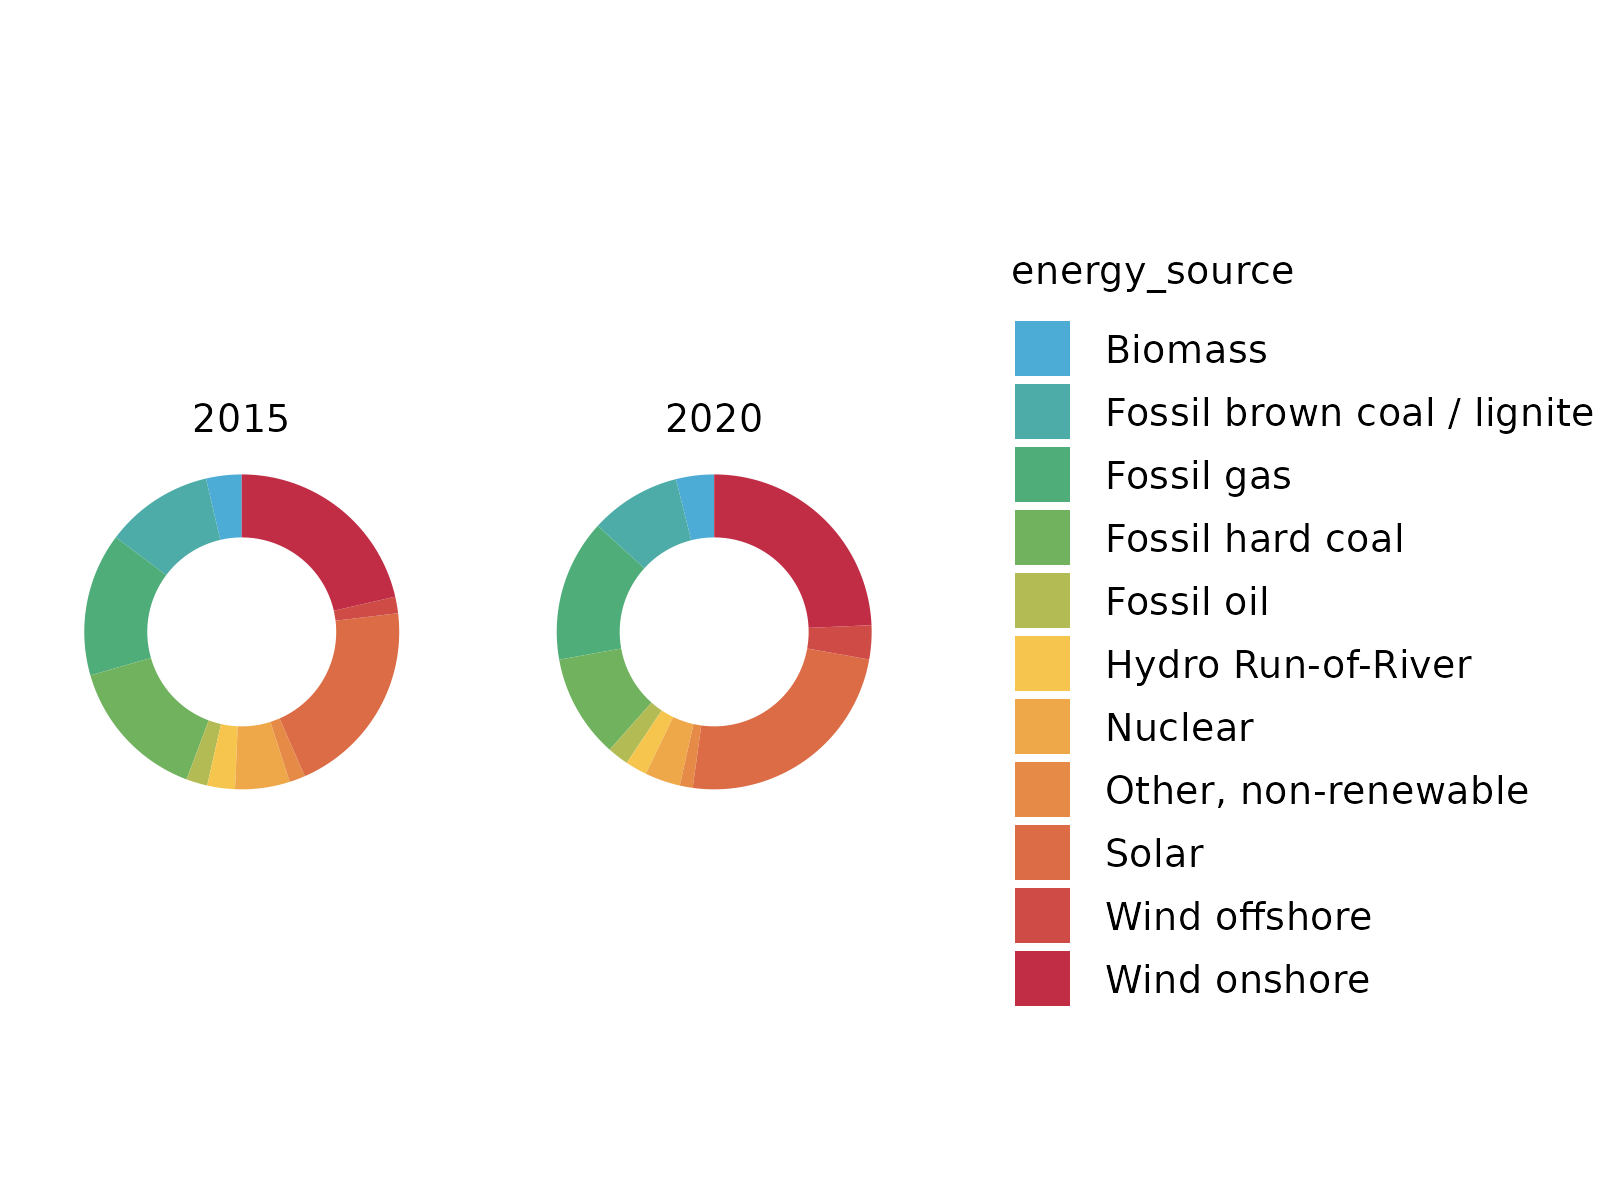 2015
2020
energy_source
Biomass
Fossil brown coal / lignite
Fossil gas
Fossil hard coal
Fossil oil
Hydro Run-of-River
Nuclear
Other, non-renewable
Solar
Wind offshore
Wind onshore